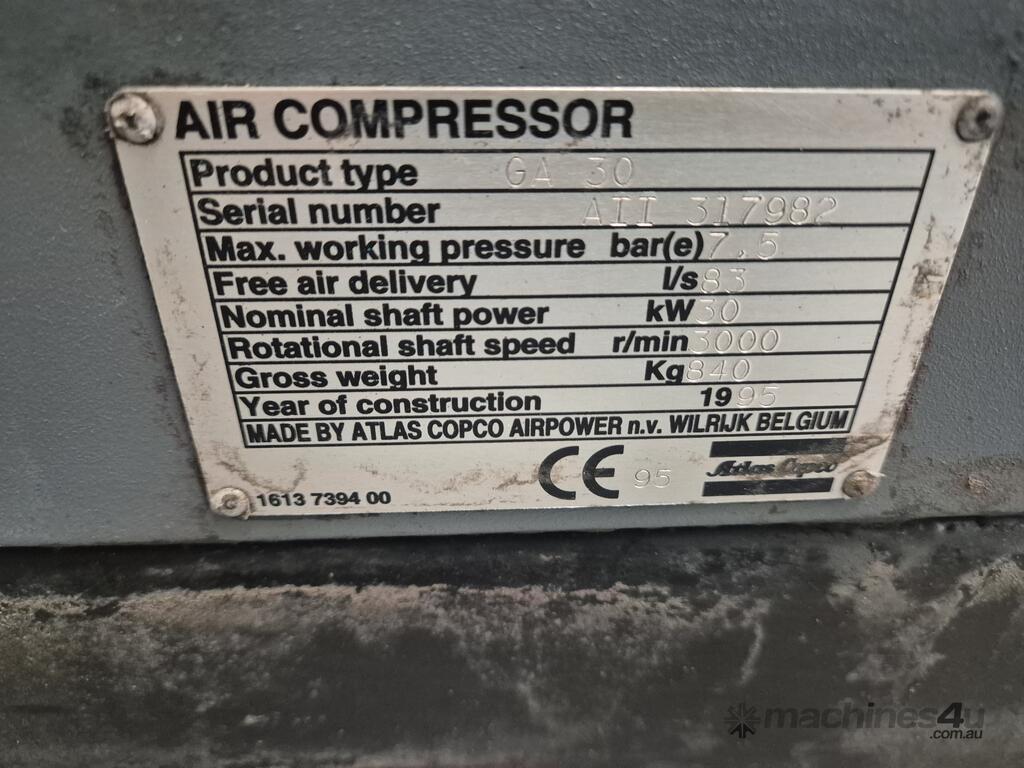 AIR COMPRESSOR
Product type GA 30
Serial number AII 317982
Max. working pressure bar(e) 7.5
Free air delivery l/s 83
Nominal shaft power kW 30
Rotational shaft speed r/min 3000
Gross weight Kg 840
Year of construction 1995
MADE BY ATLAS COPCO AIRPOWER n.v. WILRIJK BELGIUM
CE 95 Atlas Copco
1613 7394 00
machines4u
.com.au